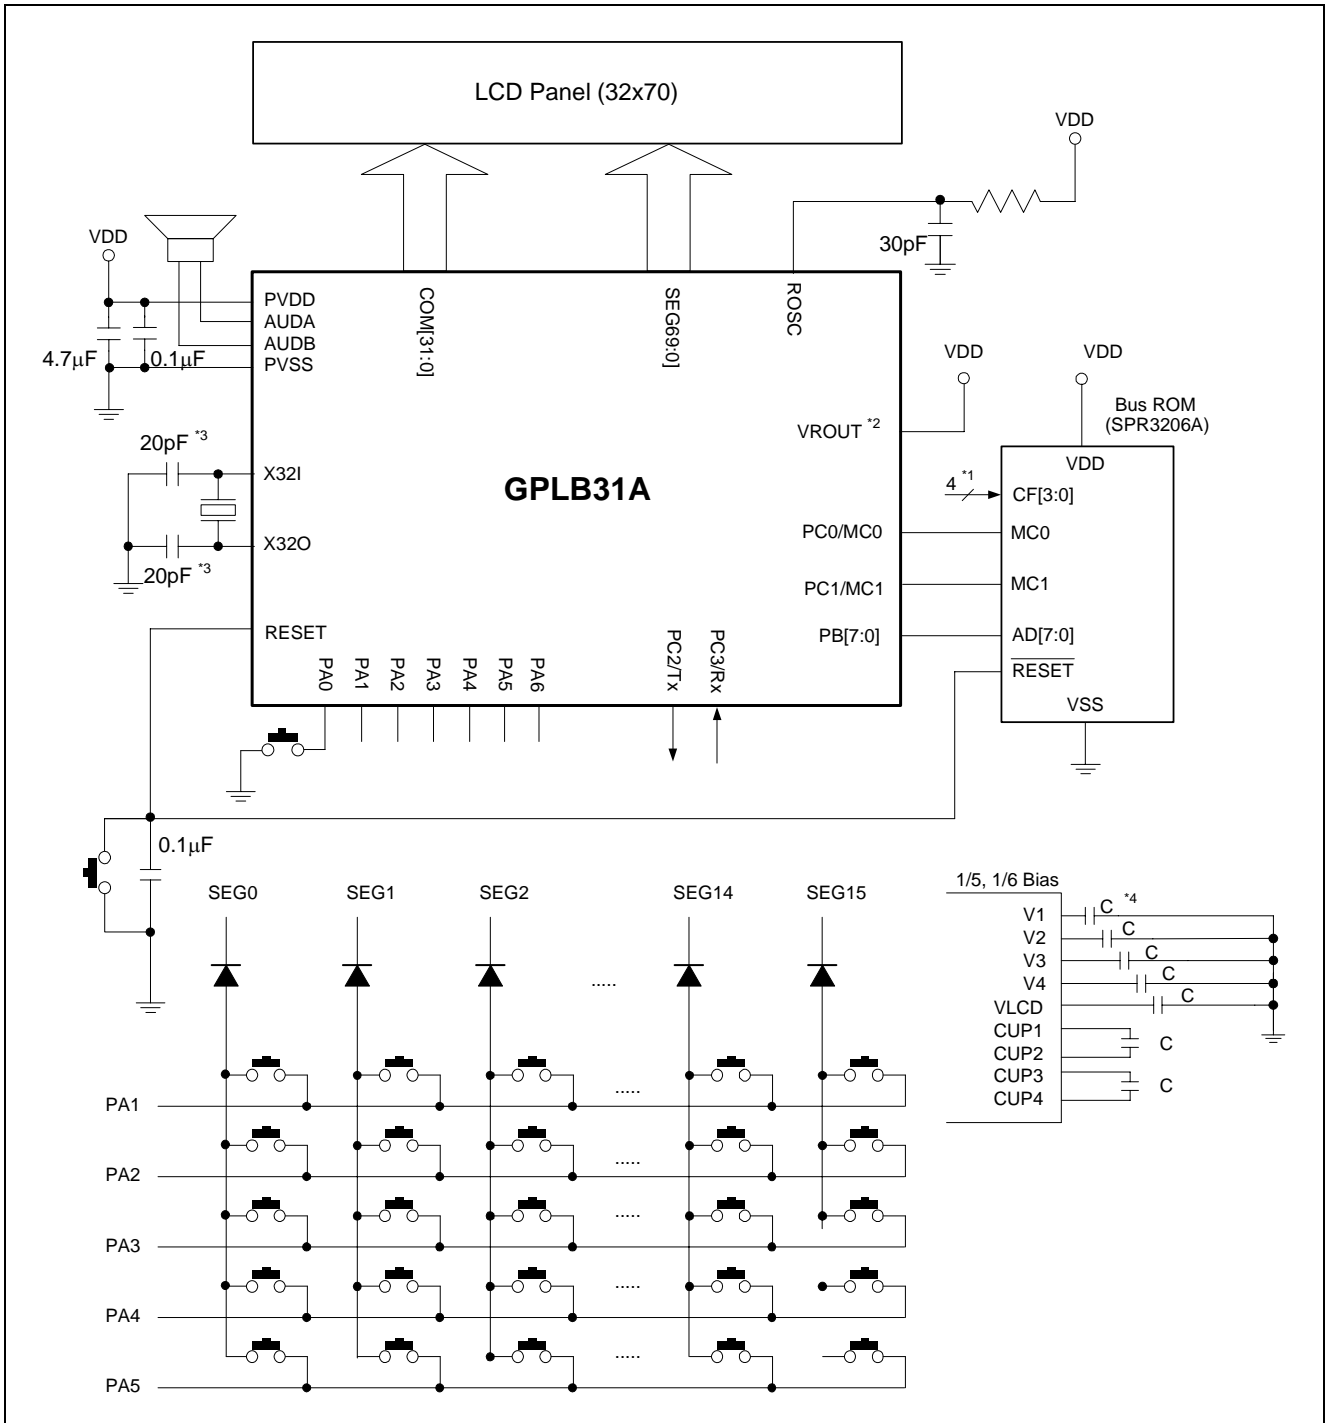 LCD Panel (32x70)
VDD
30pF
VDD
4.7μF
0.1μF
PVDD
AUDA
AUDB
PVSS
COM[31:0]
SEG69:0]
ROSC
20pF *3
X32I
X32O
20pF *3
GPLB31A
VROUT *2
VDD
VDD
Bus ROM
(SPR3206A)
VDD
4 *1
CF[3:0]
PC0/MC0
MC0
PC1/MC1
MC1
PB[7:0]
AD[7:0]
RESET
VSS
RESET
PA0
PA1
PA2
PA3
PA4
PA5
PA6
PC2/Tx
PC3/Rx
0.1μF
SEG0
SEG1
SEG2
SEG14
SEG15
.....
.....
PA1
.....
PA2
.....
PA3
.....
PA4
.....
PA5
1/5, 1/6 Bias
V1
C *4
V2
C
V3
C
V4
C
VLCD
C
CUP1
CUP2
C
CUP3
CUP4
C